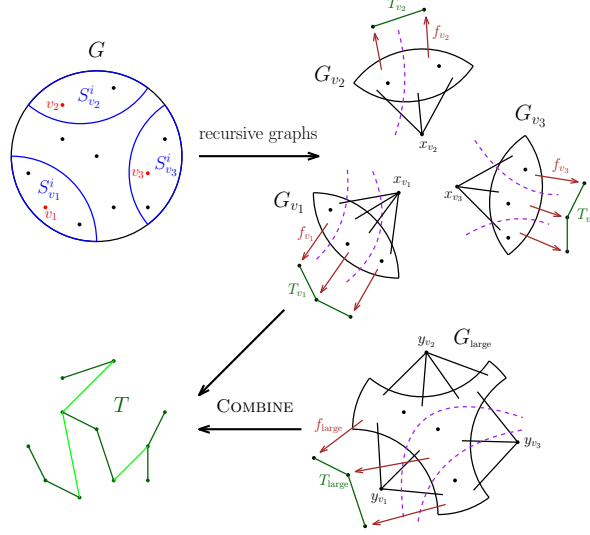 G
T_{v_2}
f_{v_2}
v_2
S^i_{v_2}
G_{v_2}
x_{v_2}
G_{v_3}
recursive graphs
v_3
S^i_{v_3}
f_{v_3}
S^i_{v_1}
v_1
G_{v_1}
x_{v_1}
x_{v_3}
T_v
f_{v_1}
T_{v_1}
y_{v_2}
G_{large}
T
COMBINE
f_{large}
y_{v_3}
T_{large}
y_{v_1}